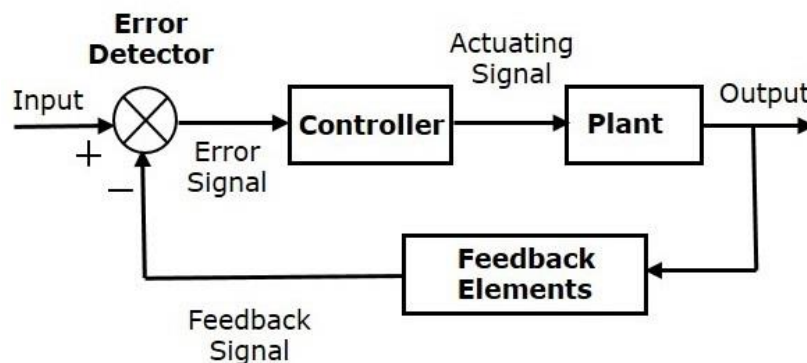 Error
Detector
Input
+
−
Error
Signal
Controller
Actuating
Signal
Plant
Output
Feedback
Elements
Feedback
Signal